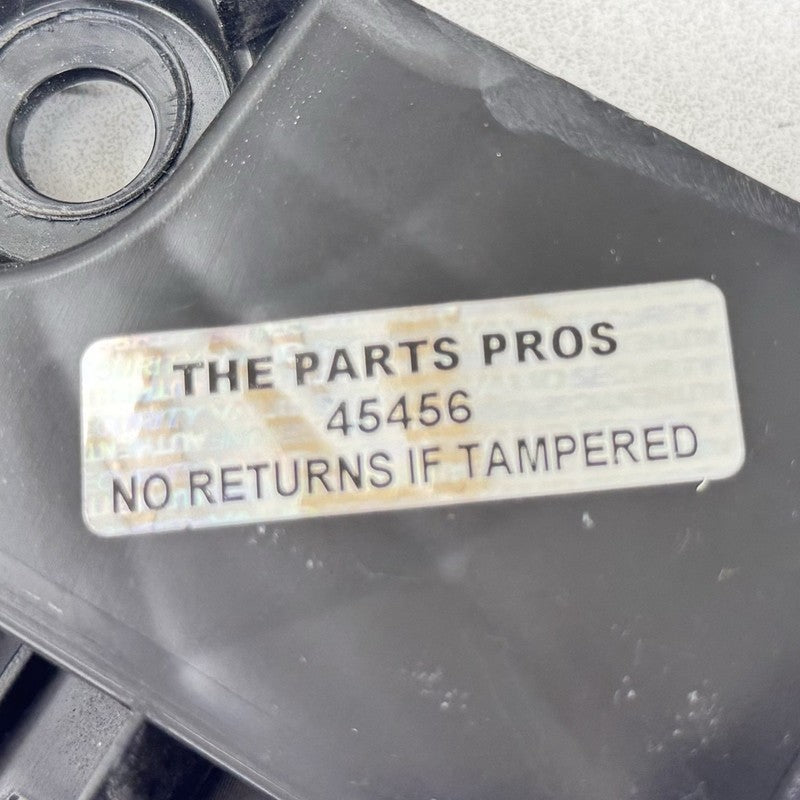 THE PARTS PROS
45456
NO RETURNS IF TAMPERED